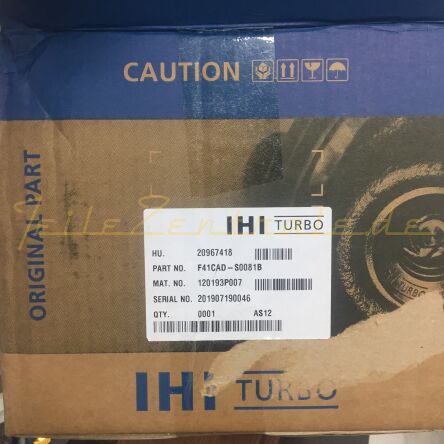 CAUTION
ORIGINAL PART
IHI TURBO
HU. 20967418
PART NO. F41CAD-S0081B
MAT. NO. 120193P007
SERIAL NO. 201907190046
QTY. 0001 AS12
IHI TURBO
TURBO